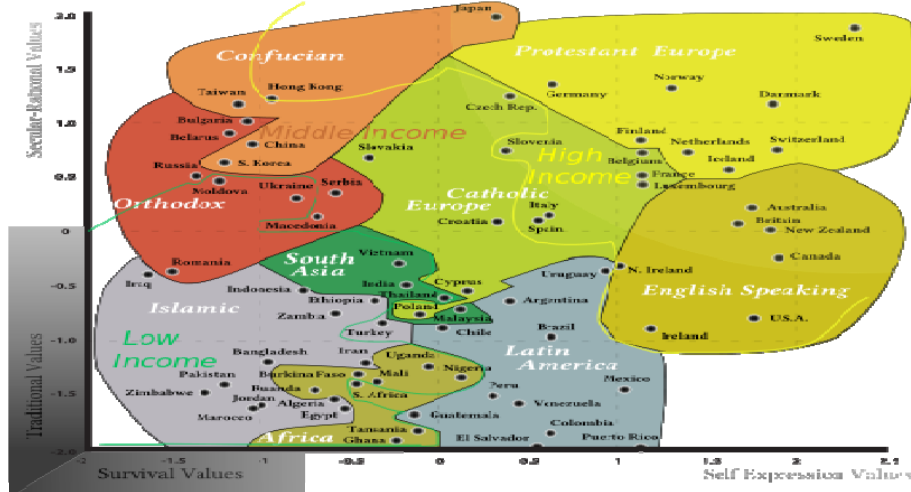 2.0
Japan
Confucian
Protestant Europe
Sweden
1.5
Norway
Hong Kong
Germany
Taiwan
Czech Rep.
Danmark
Bulgaria
1.0
Belarus
Middle Income
Finland
China
Slovenia
Netherlands
Switzerland
Slovakia
High
Belgium
Iceland
S. Korea
Income
France
0.5
Russia
Moldova
Ukraine
Serbia
Catholic
Luxembourg
Orthodox
Europe
Italy
Australia
Macedonia
Croatia
Spain
Britain
0
New Zealand
South
Asia
Vietnam
Romania
Uruguay
N. Ireland
Canada
Iraq
India
Cyprus
-0.5
Indonesia
Thailand
English Speaking
Islamic
Ethiopia
Argentina
Zambia
Poland
Malaysia
U.S.A.
Turkey
Chile
Brazil
Ireland
-1.0
Low
Income
Bangladesh
Iran
Uganda
Latin
America
Pakistan
Burkina Faso
Mali
Nigeria
Mexico
Zimbabwe
Ruanda
S. Africa
Peru
-1.5
Jordan
Algeria
Venezuela
Marocco
Egypt
Guatemala
Colombia
Africa
Tansania
Ghana
El Salvador
Puerto Rico
-2.0
-2
-1.5
-1
-0.5
0
0.5
1
1.5
2
2.1
Survival Values
Self Expression Values
Traditional Values
Secular-Rational Values